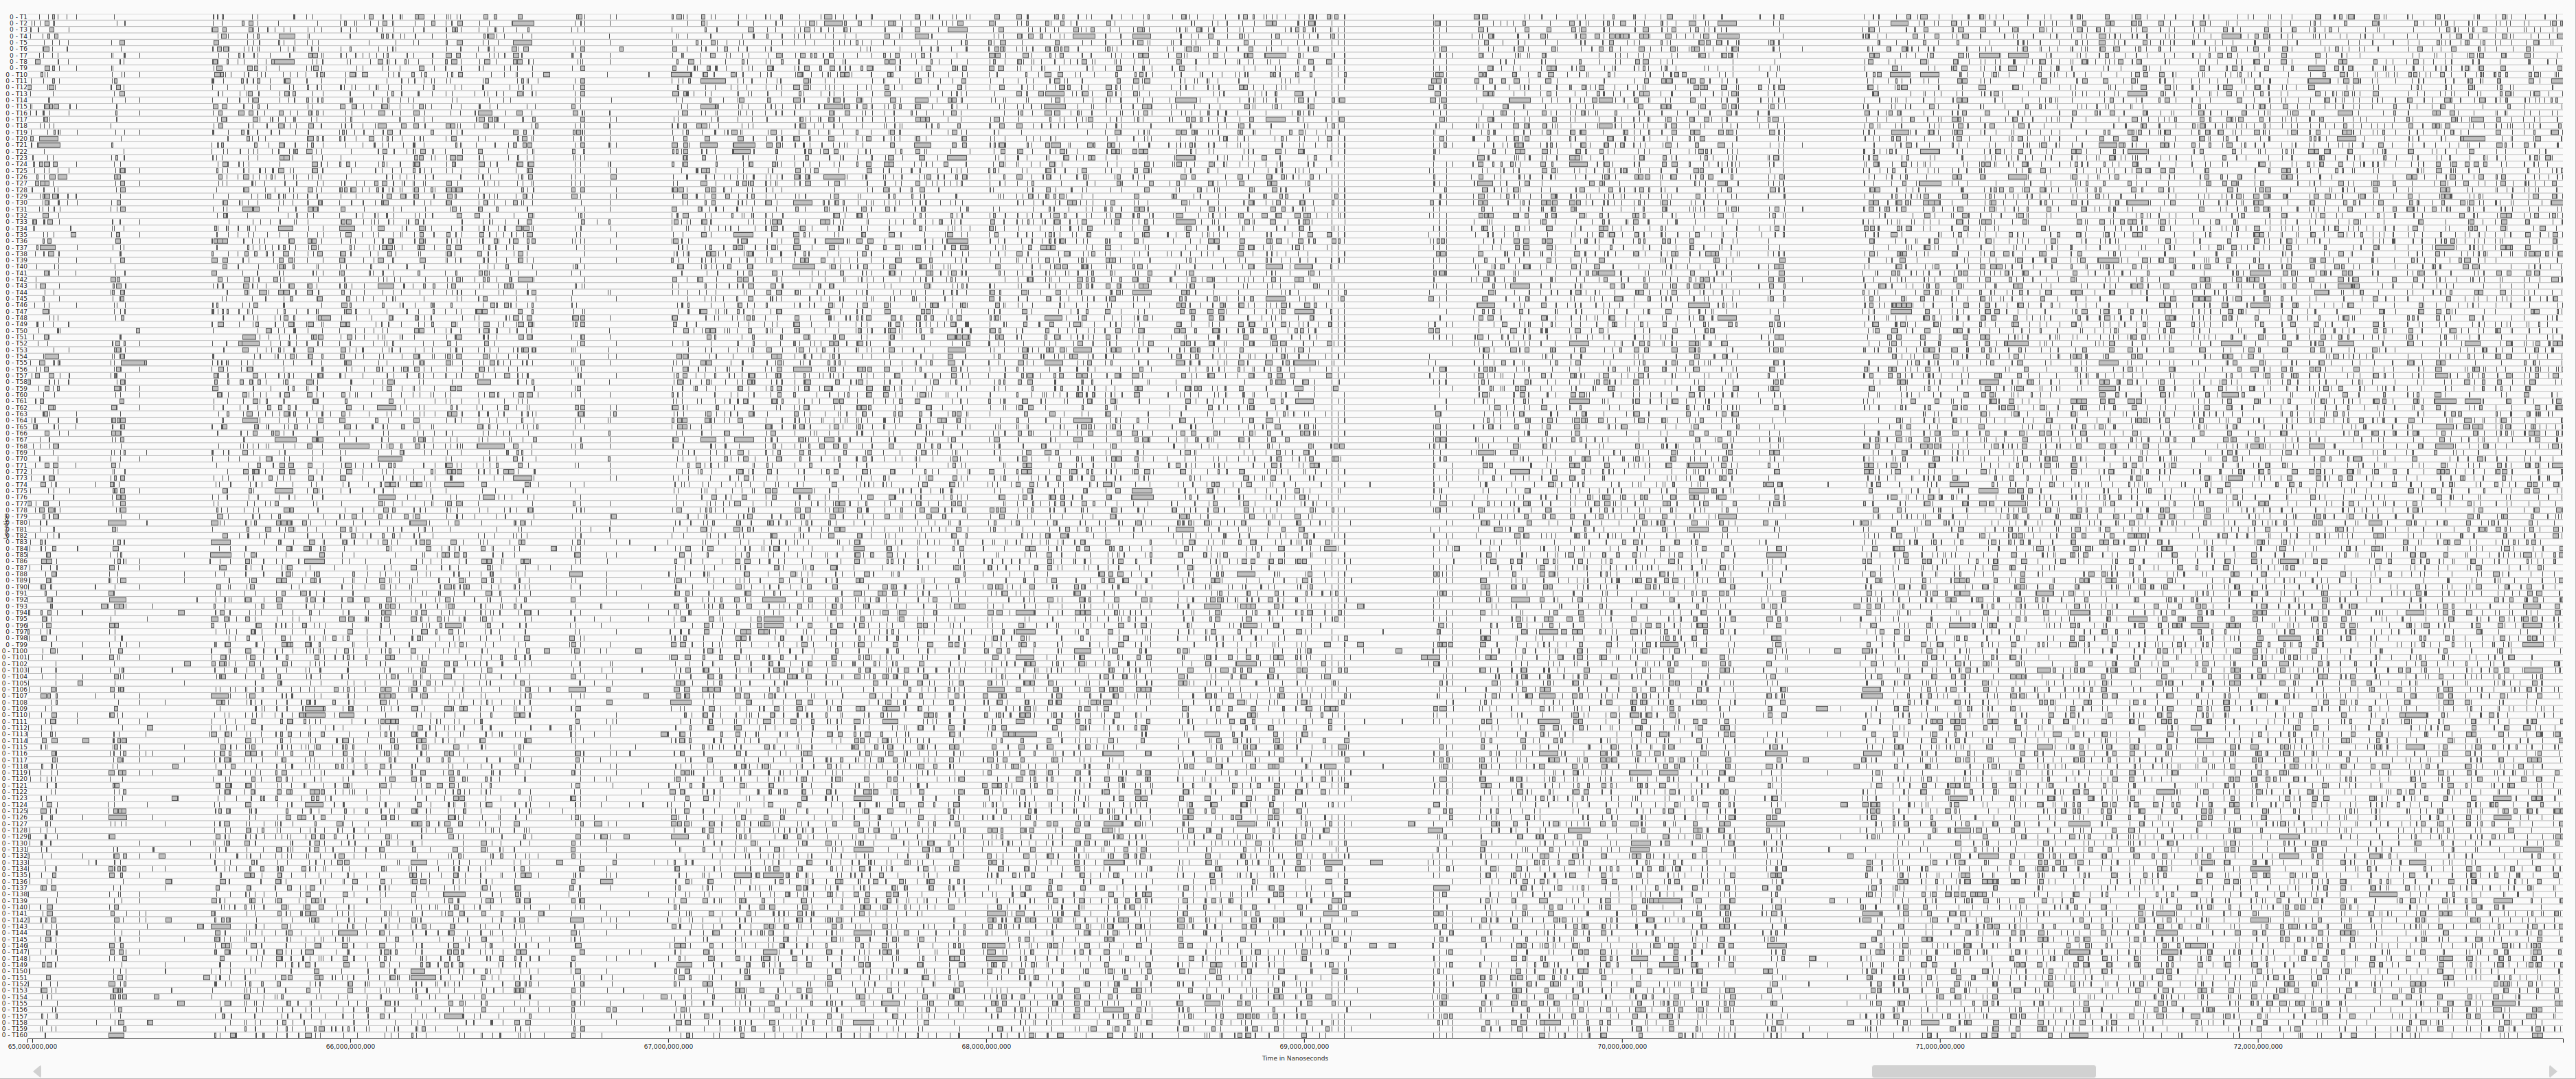 0 - T1
0 - T2
0 - T3
0 - T4
0 - T5
0 - T6
0 - T7
0 - T8
0 - T9
0 - T10
0 - T11
0 - T12
0 - T13
0 - T14
0 - T15
0 - T16
0 - T17
0 - T18
0 - T19
0 - T20
0 - T21
0 - T22
0 - T23
0 - T24
0 - T25
0 - T26
0 - T27
0 - T28
0 - T29
0 - T30
0 - T31
0 - T32
0 - T33
0 - T34
0 - T35
0 - T36
0 - T37
0 - T38
0 - T39
0 - T40
0 - T41
0 - T42
0 - T43
0 - T44
0 - T45
0 - T46
0 - T47
0 - T48
0 - T49
0 - T50
0 - T51
0 - T52
0 - T53
0 - T54
0 - T55
0 - T56
0 - T57
0 - T58
0 - T59
0 - T60
0 - T61
0 - T62
0 - T63
0 - T64
0 - T65
0 - T66
0 - T67
0 - T68
0 - T69
0 - T70
0 - T71
0 - T72
0 - T73
0 - T74
0 - T75
0 - T76
0 - T77
0 - T78
0 - T79
0 - T80
0 - T81
0 - T82
0 - T83
0 - T84
0 - T85
0 - T86
0 - T87
0 - T88
0 - T89
0 - T90
0 - T91
0 - T92
0 - T93
0 - T94
0 - T95
0 - T96
0 - T97
0 - T98
0 - T99
0 - T100
0 - T101
0 - T102
0 - T103
0 - T104
0 - T105
0 - T106
0 - T107
0 - T108
0 - T109
0 - T110
0 - T111
0 - T112
0 - T113
0 - T114
0 - T115
0 - T116
0 - T117
0 - T118
0 - T119
0 - T120
0 - T121
0 - T122
0 - T123
0 - T124
0 - T125
0 - T126
0 - T127
0 - T128
0 - T129
0 - T130
0 - T131
0 - T132
0 - T133
0 - T134
0 - T135
0 - T136
0 - T137
0 - T138
0 - T139
0 - T140
0 - T141
0 - T142
0 - T143
0 - T144
0 - T145
0 - T146
0 - T147
0 - T148
0 - T149
0 - T150
0 - T151
0 - T152
0 - T153
0 - T154
0 - T155
0 - T156
0 - T157
0 - T158
0 - T159
0 - T160
65,000,000,000 66,000,000,000 67,000,000,000 68,000,000,000 69,000,000,000 70,000,000,000 71,000,000,000 72,000,000,000
Time in Nanoseconds